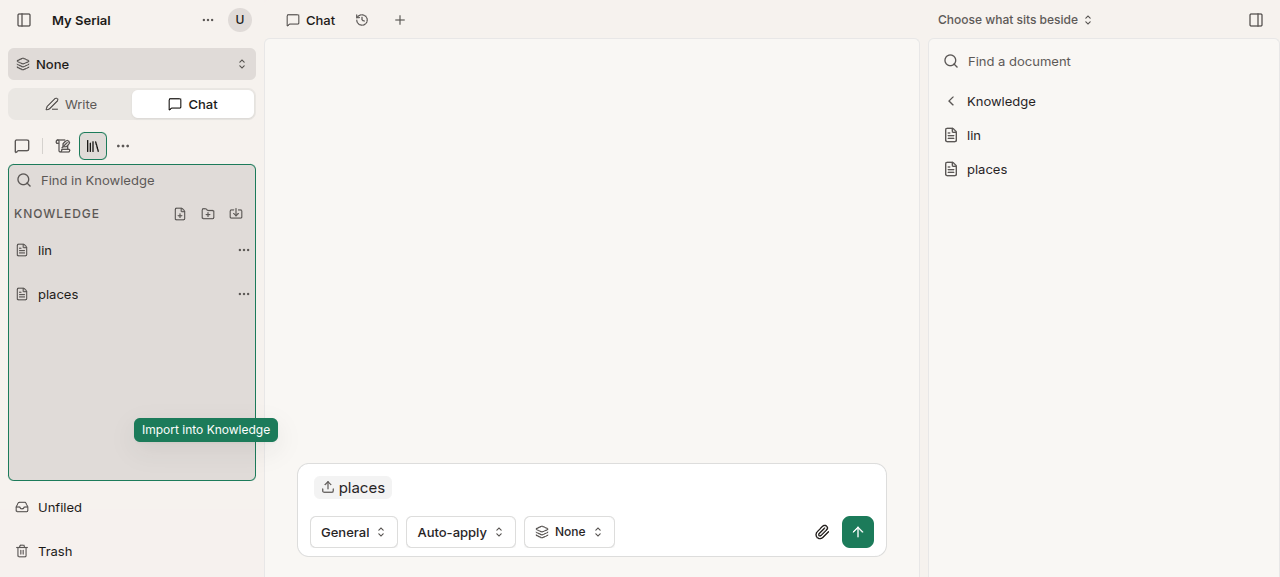 My Serial
U
Chat
Choose what sits beside
None
Find a document
Write
Chat
Knowledge
lin
places
Find in Knowledge
KNOWLEDGE
lin
places
Import into Knowledge
places
General
Auto-apply
None
Unfiled
Trash